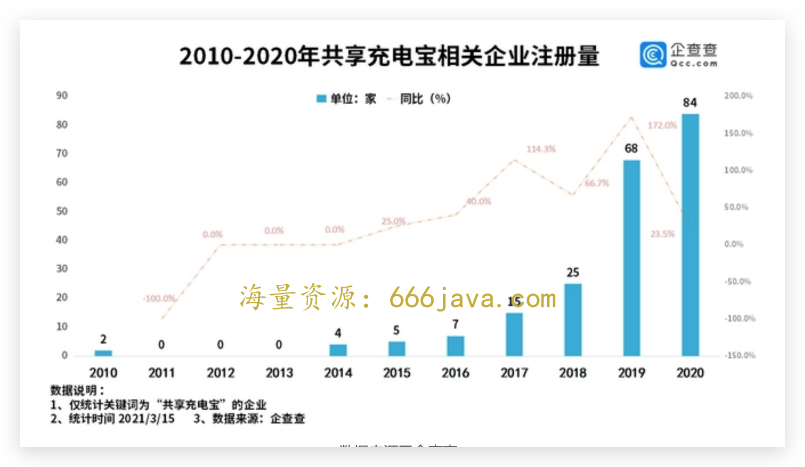 2010-2020年共享充电宝相关企业注册量
企查查
Qcc.com
单位：家 同比（%）
90 80 70 60 50 40 30 20 10 0
200.0% 150.0% 100.0% 50.0% 0.0% -50.0% -100.0% -150.0%
2 0 0 0 4 5 7 15 25 68 84
-100.0% 0.0% 0.0% 0.0% 25.0% 40.0% 114.3% 66.7% 172.0% 23.5%
海量资源：666java.com
2010 2011 2012 2013 2014 2015 2016 2017 2018 2019 2020
数据说明：
1、仅统计关键词为“共享充电宝”的企业
2、统计时间 2021/3/15 3、数据来源：企查查